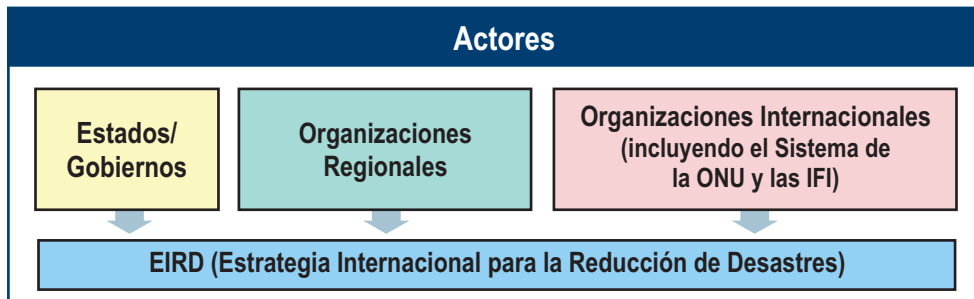 Actores
Estados/
Gobiernos
Organizaciones
Regionales
Organizaciones Internacionales
(incluyendo el Sistema de
la ONU y las IFI)
EIRD (Estrategia Internacional para la Reducción de Desastres)